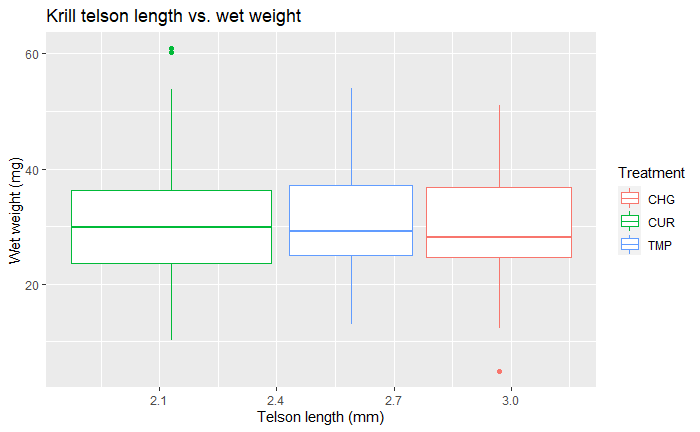 Krill telson length vs. wet weight
60
40
20
Wet weight (mg)
2.1 2.4 2.7 3.0
Telson length (mm)
Treatment
CHG
CUR
TMP